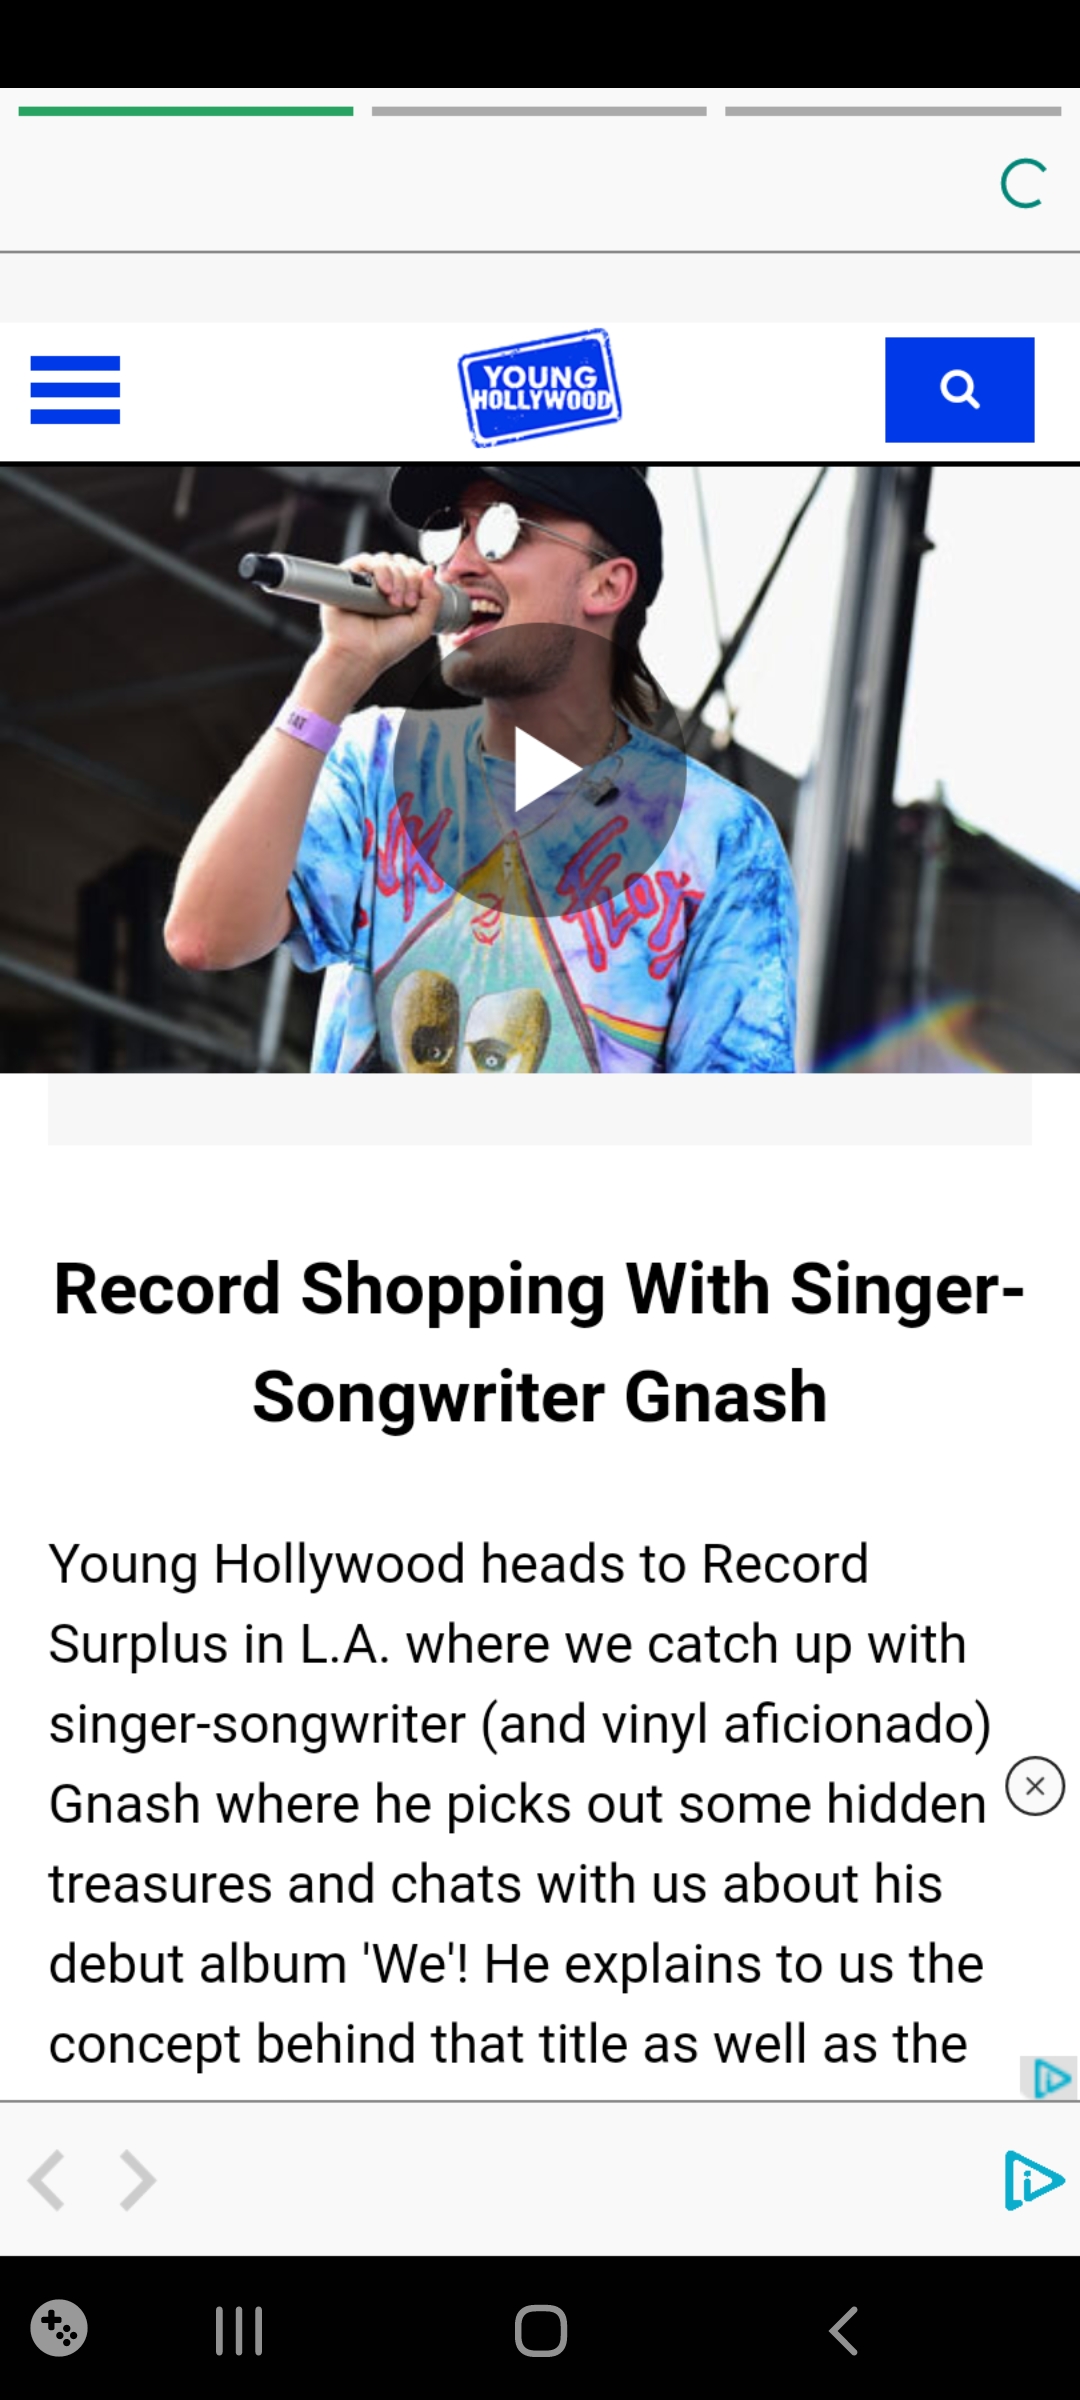 YOUNG
HOLLYWOOD
Record Shopping With Singer-
Songwriter Gnash
Young Hollywood heads to Record
Surplus in L.A. where we catch up with
singer-songwriter (and vinyl aficionado)
Gnash where he picks out some hidden
treasures and chats with us about his
debut album 'We'! He explains to us the
concept behind that title as well as the